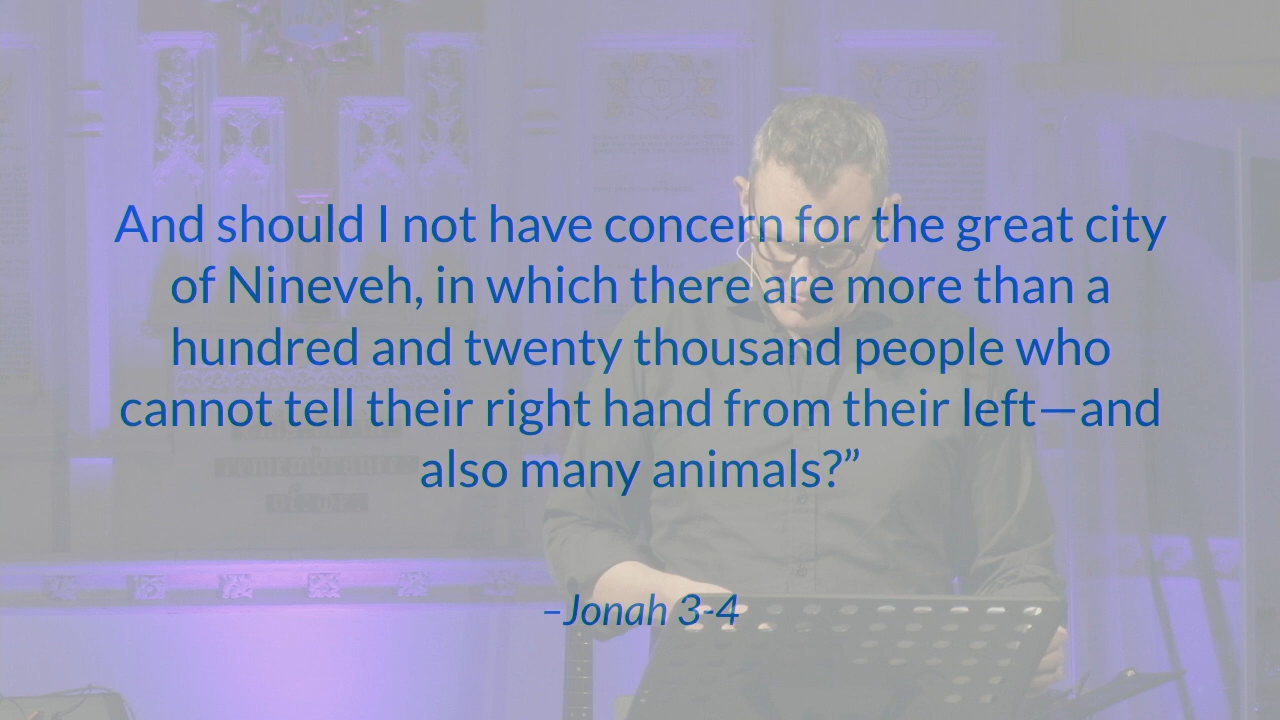 And should I not have concern for the great city
of Nineveh, in which there are more than a
hundred and twenty thousand people who
cannot tell their right hand from their left—and
also many animals?”
–Jonah 3-4